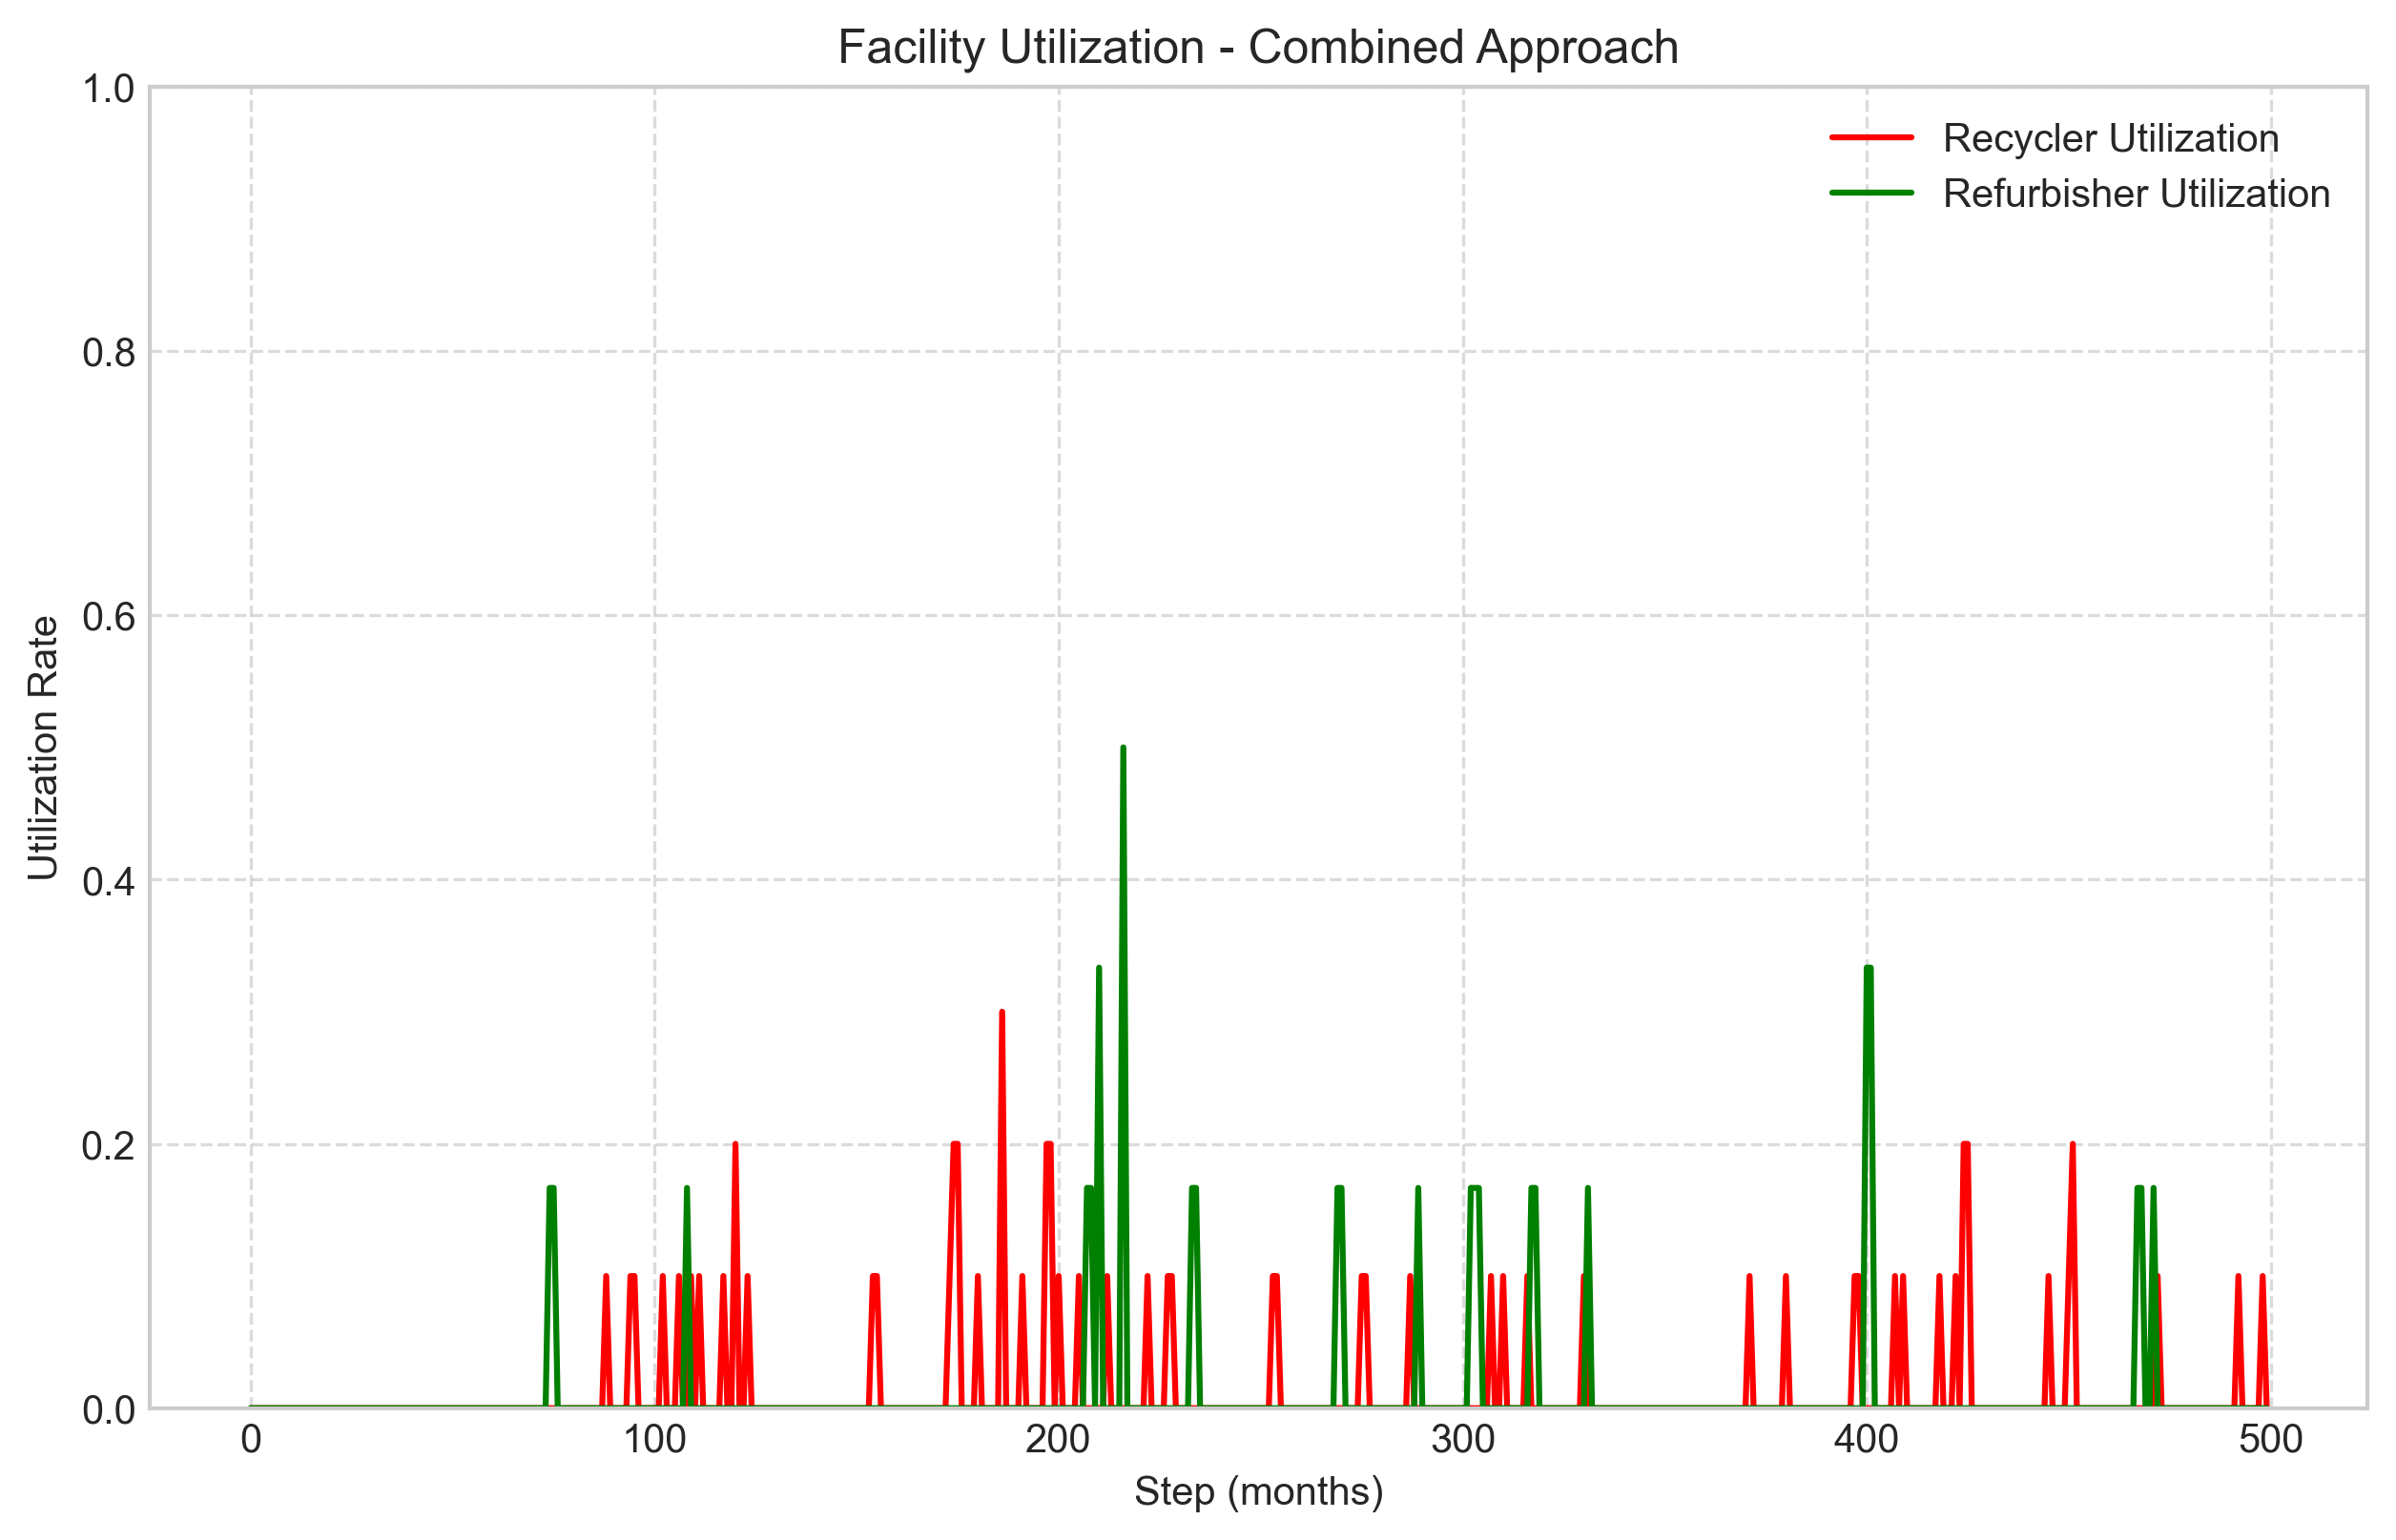 Facility Utilization - Combined Approach
Recycler Utilization
Refurbisher Utilization
Utilization Rate
1.0
0.8
0.6
0.4
0.2
0.0
0 100 200 300 400 500
Step (months)